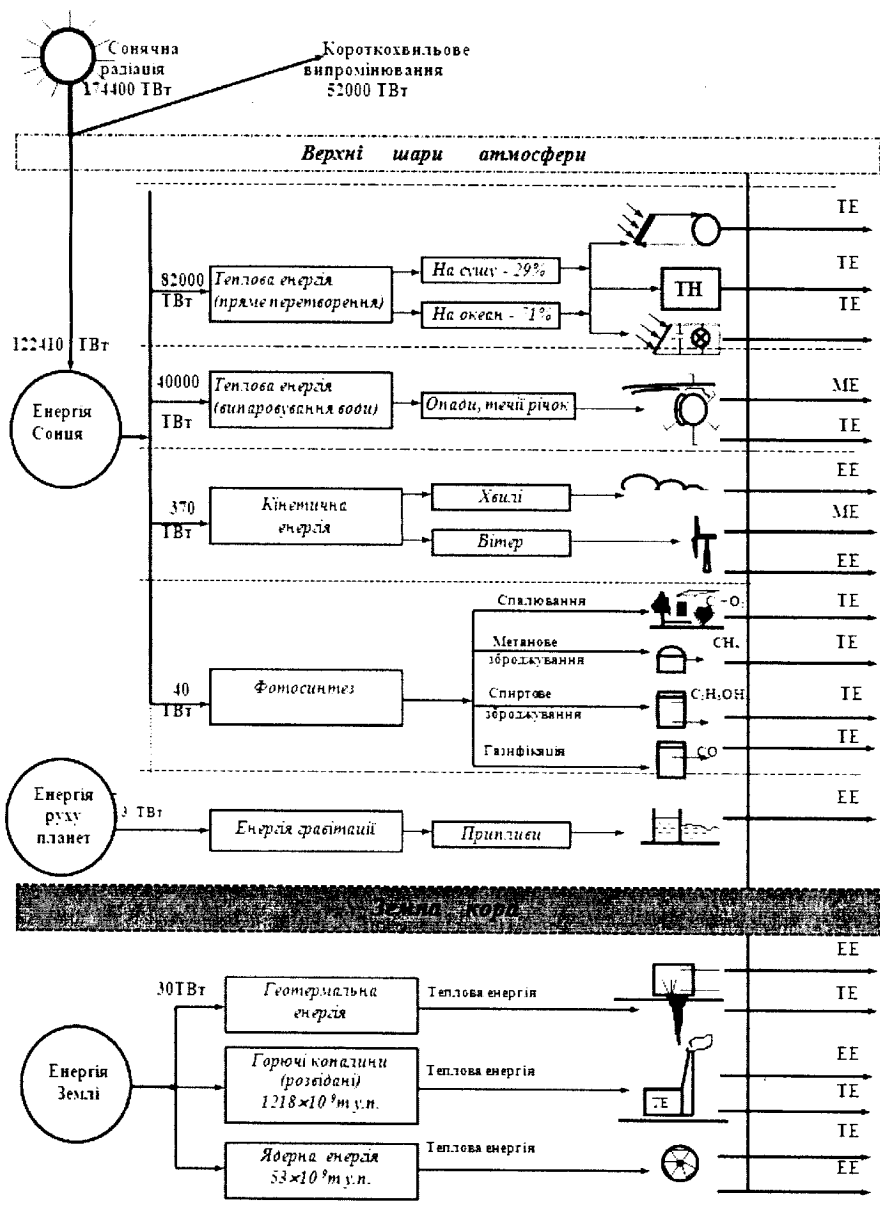 Сонячна
радіація
174400 ТВт
Короткохвильове
випромінювання
52000 ТВт
Верхні шари атмосфери
82000
ТВт
Теплова енергія
(пряме перетворення)
На сушу - 29%
На океан - 71%
ТН
ТЕ
ТЕ
ТЕ
122410 ТВт
Енергія
Сонця
40000
ТВт
Теплова енергія
(випаровування води)
Опади, течії річок
МЕ
ТЕ
370
ТВт
Кінетична
енергія
Хвилі
Вітер
ЕЕ
МЕ
ЕЕ
40
ТВт
Фотосинтез
Спалювання
ТЕ
Метанове
зброджування
ТЕ
Спиртове
зброджування
C₂H₅OH
ТЕ
Газифікація
CO
ТЕ
Енергія
руху
планет
3 ТВт
Енергія гравітації
Припливи
ЕЕ
Земна кора
Енергія
Землі
30ТВт
Геотермальна
енергія
Теплова енергія
ЕЕ
ТЕ
Горючі копалини
(розвідані)
1218×10⁹т у.п.
Теплова енергія
ТЕ
ЕЕ
ТЕ
Ядерна енергія
53×10⁹т у.п.
Теплова енергія
ТЕ
ЕЕ